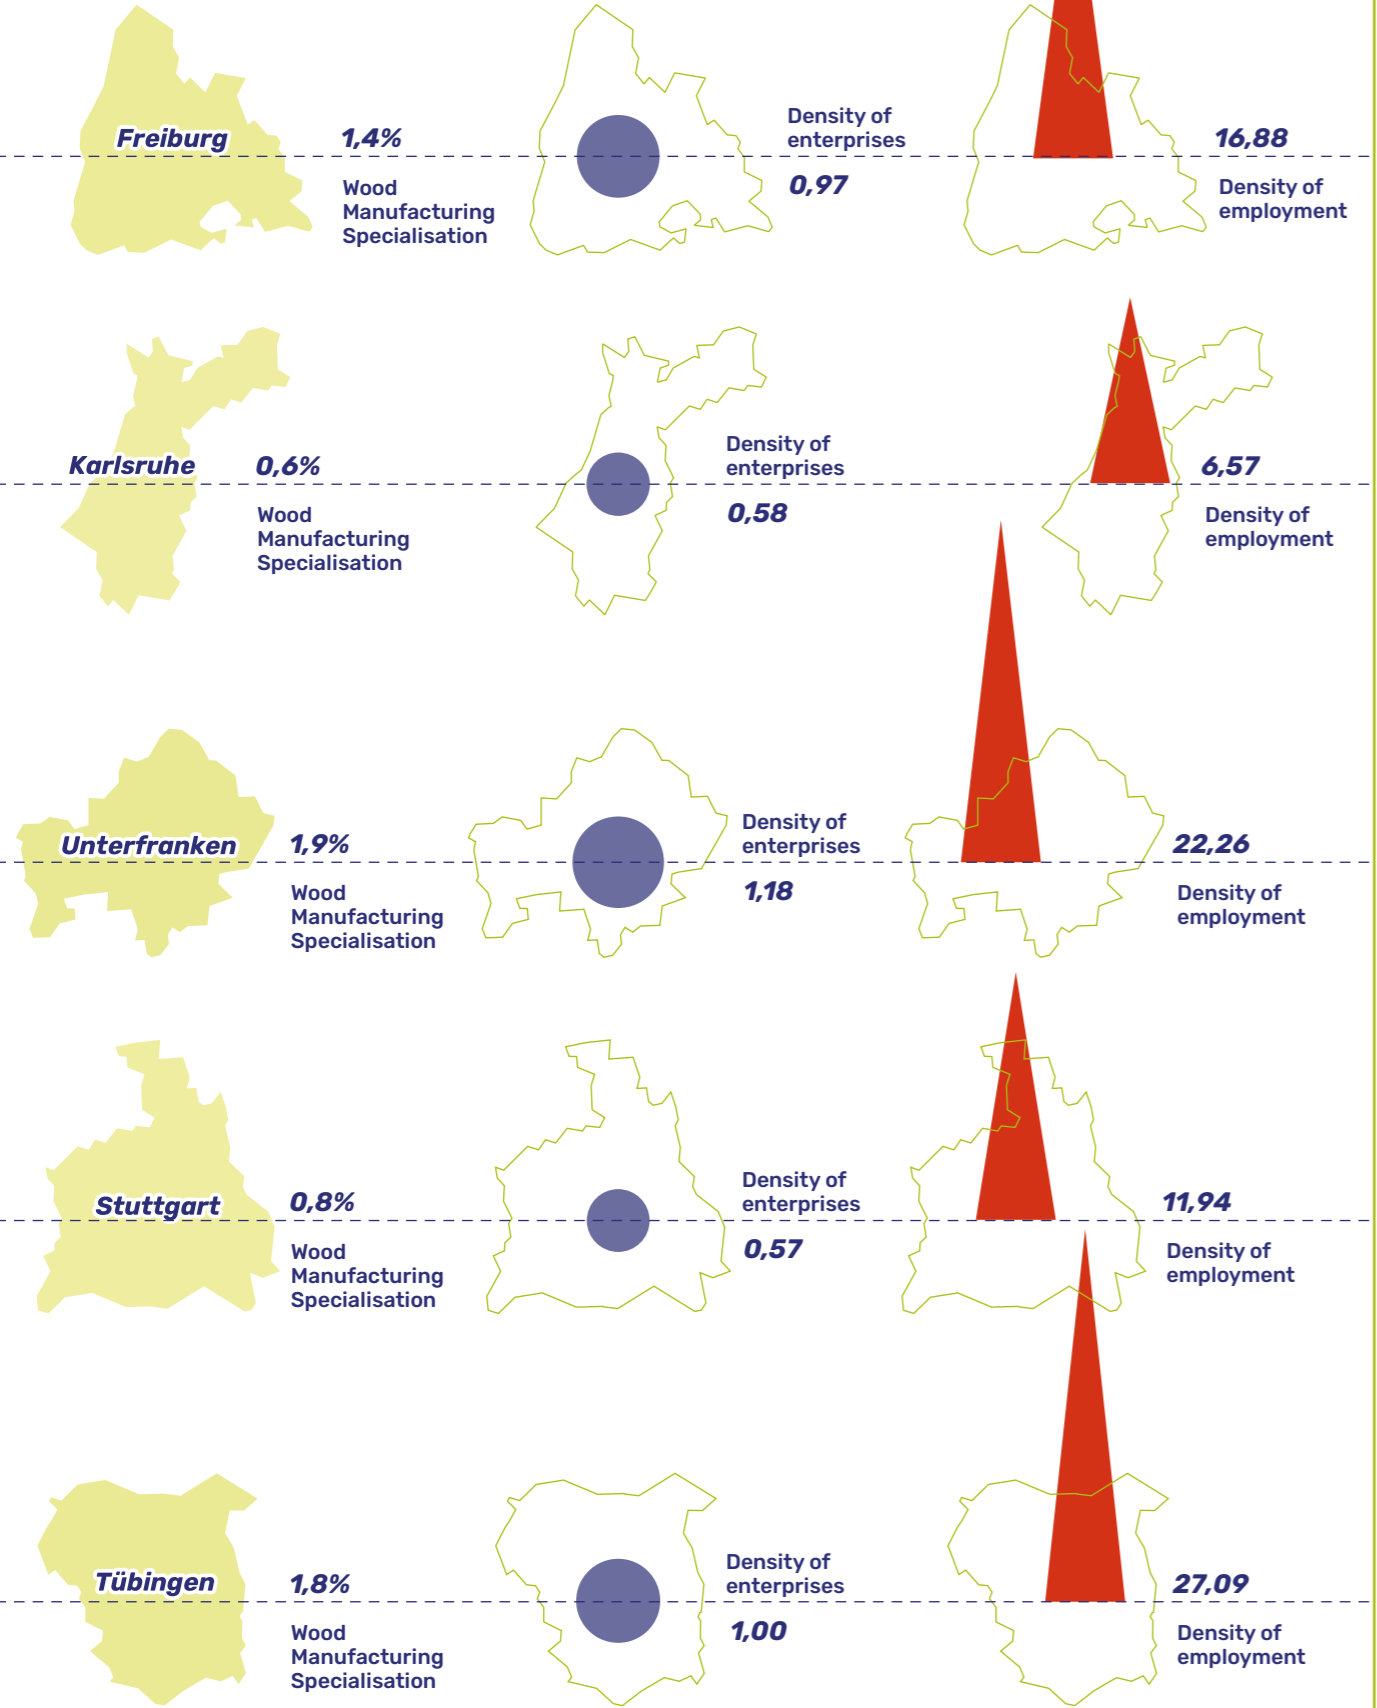 Freiburg
1,4%
Wood
Manufacturing
Specialisation
Density of
enterprises
0,97
16,88
Density of
employment
Karlsruhe
0,6%
Wood
Manufacturing
Specialisation
Density of
enterprises
0,58
6,57
Density of
employment
Unterfranken
1,9%
Wood
Manufacturing
Specialisation
Density of
enterprises
1,18
22,26
Density of
employment
Stuttgart
0,8%
Wood
Manufacturing
Specialisation
Density of
enterprises
0,57
11,94
Density of
employment
Tübingen
1,8%
Wood
Manufacturing
Specialisation
Density of
enterprises
1,00
27,09
Density of
employment